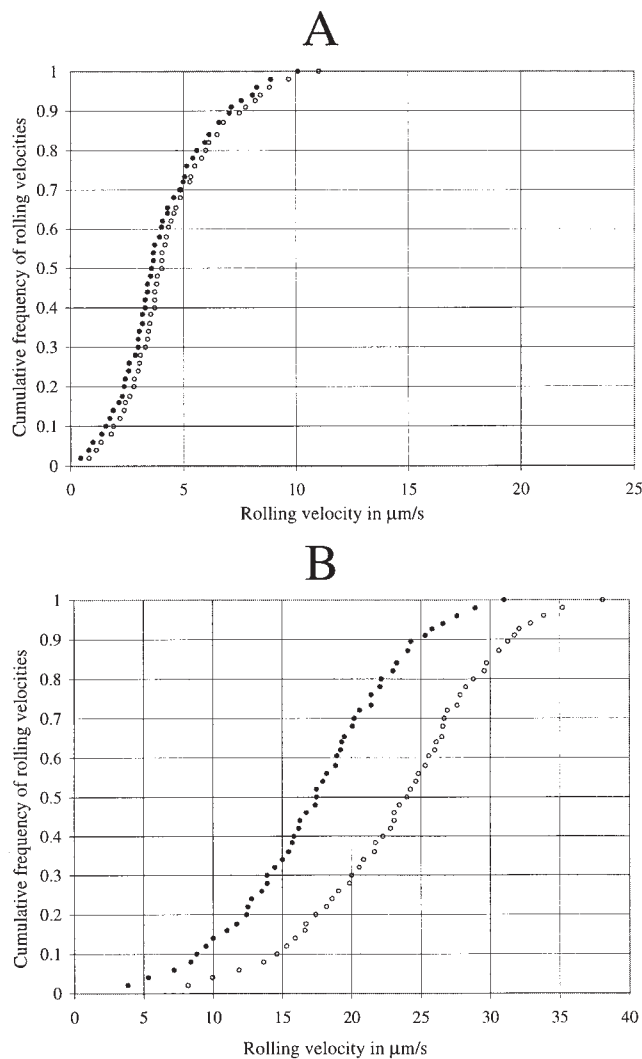 A
Cumulative frequency of rolling velocities
1
0.9
0.8
0.7
0.6
0.5
0.4
0.3
0.2
0.1
0
0 5 10 15 20 25
Rolling velocity in μm/s
B
Cumulative frequency of rolling velocities
1
0.9
0.8
0.7
0.6
0.5
0.4
0.3
0.2
0.1
0
0 5 10 15 20 25 30 35 40
Rolling velocity in μm/s